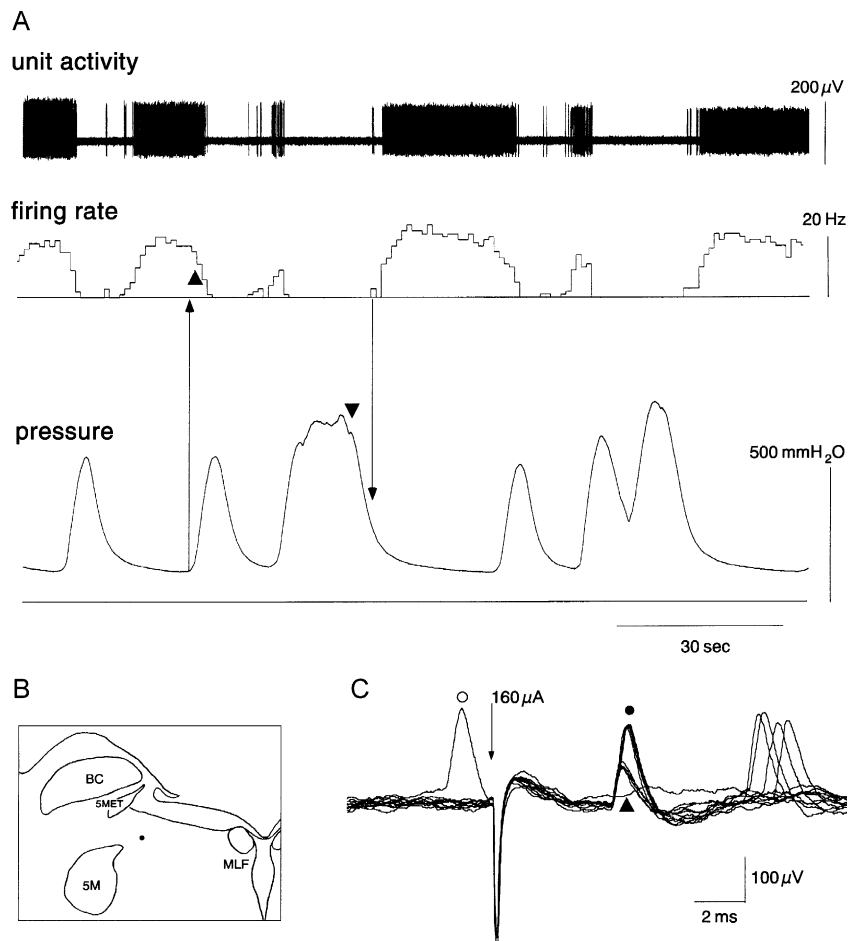 A
unit activity
200 µV
firing rate
20 Hz
pressure
500 mmH₂O
30 sec
B
C
BC
5MET
5M
MLF
160 µA
100 µV
2 ms